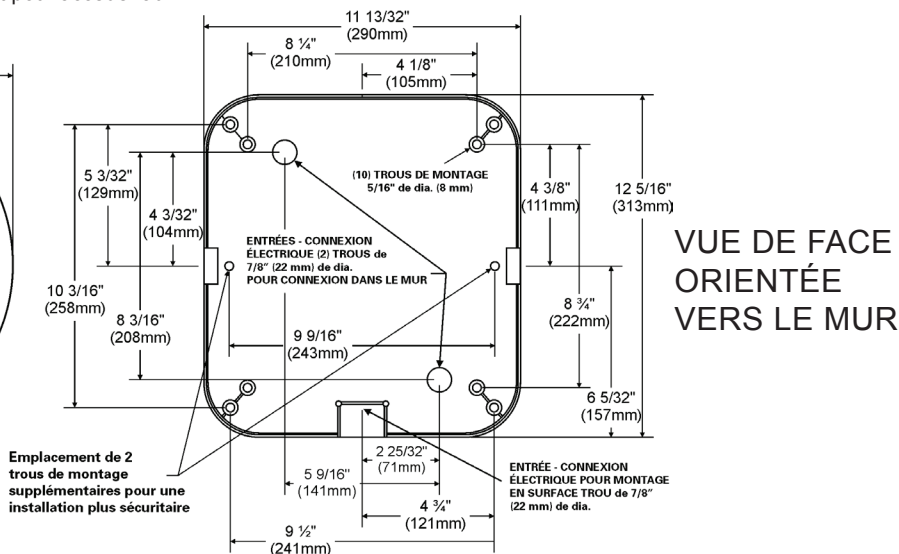 11 13/32"
(290mm)
8 ¼"
(210mm)
4 1/8"
(105mm)
5 3/32"
(129mm)
4 3/32"
(104mm)
(10) TROUS DE MONTAGE
5/16" de dia. (8 mm)
4 3/8"
(111mm)
12 5/16"
(313mm)
ENTRÉES - CONNEXION
ÉLECTRIQUE (2) TROUS de
7/8" (22 mm) de dia.
POUR CONNEXION DANS LE MUR
VUE DE FACE
ORIENTÉE
VERS LE MUR
10 3/16"
(258mm)
8 3/16"
(208mm)
9 9/16"
(243mm)
8 ¾"
(222mm)
6 5/32"
(157mm)
Emplacement de 2
trous de montage
supplémentaires pour une
installation plus sécuritaire
2 25/32"
(71mm)
5 9/16"
(141mm)
4 ¾"
(121mm)
9 ½"
(241mm)
ENTRÉE - CONNEXION
ÉLECTRIQUE POUR MONTAGE
EN SURFACE TROU de 7/8"
(22 mm) de dia.